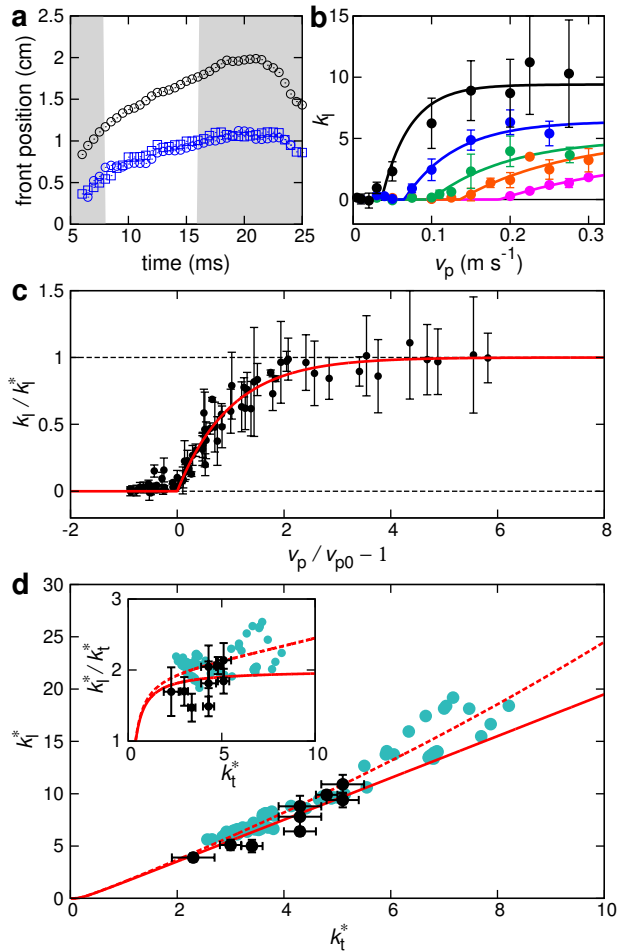 a
front position (cm)
2.5
2
1.5
1
0.5
0
5 10 15 20 25
time (ms)
b
k_l
15
10
5
0
0 0.1 0.2 0.3
v_p (m s⁻¹)
c
k_l / k_l^*
1.5
1
0.5
0
-2 0 2 4 6 8
v_p / v_p0 − 1
d
k_l^*
30
25
20
15
10
5
0
0 2 4 6 8 10
k_t^*
k_l^* / k_t^*
3
2
1
5 10
k_t^*